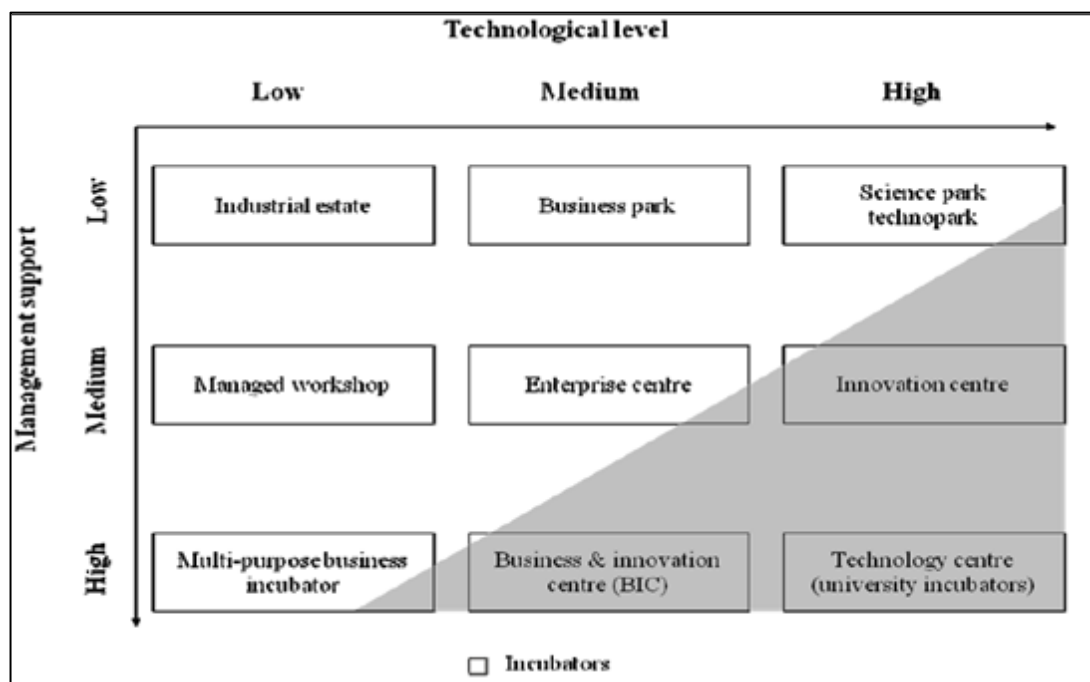 Technological level
Low Medium High
Management support
Low
Industrial estate
Business park
Science park
technopark
Medium
Managed workshop
Enterprise centre
Innovation centre
High
Multi-purpose business
incubator
Business & innovation
centre (BIC)
Technology centre
(university incubators)
Incubators